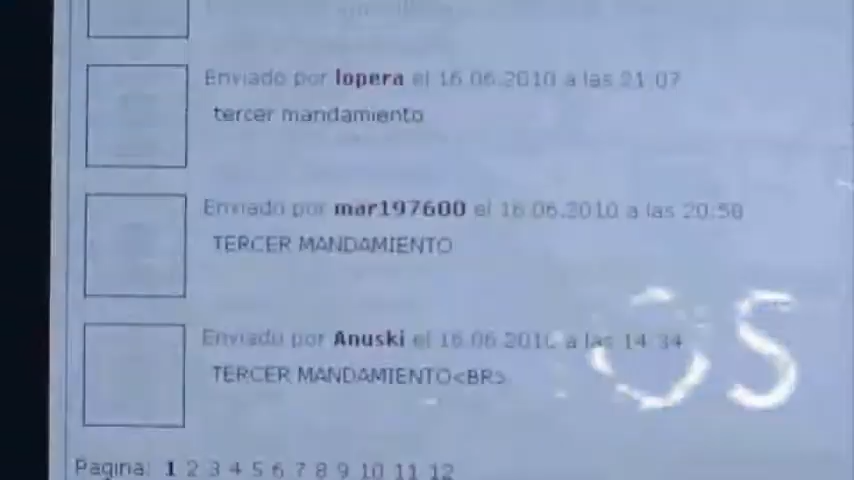 Enviado por lopera el 16.06.2010 a las 21:07
tercer mandamiento
Enviado por mar197600 el 16.06.2010 a las 20:58
TERCER MANDAMIENTO
Enviado por Anuski el 16.06.2010 a las 14:34
TERCER MANDAMIENTO<BR>
OS
Pagina: 1 2 3 4 5 6 7 8 9 10 11 12